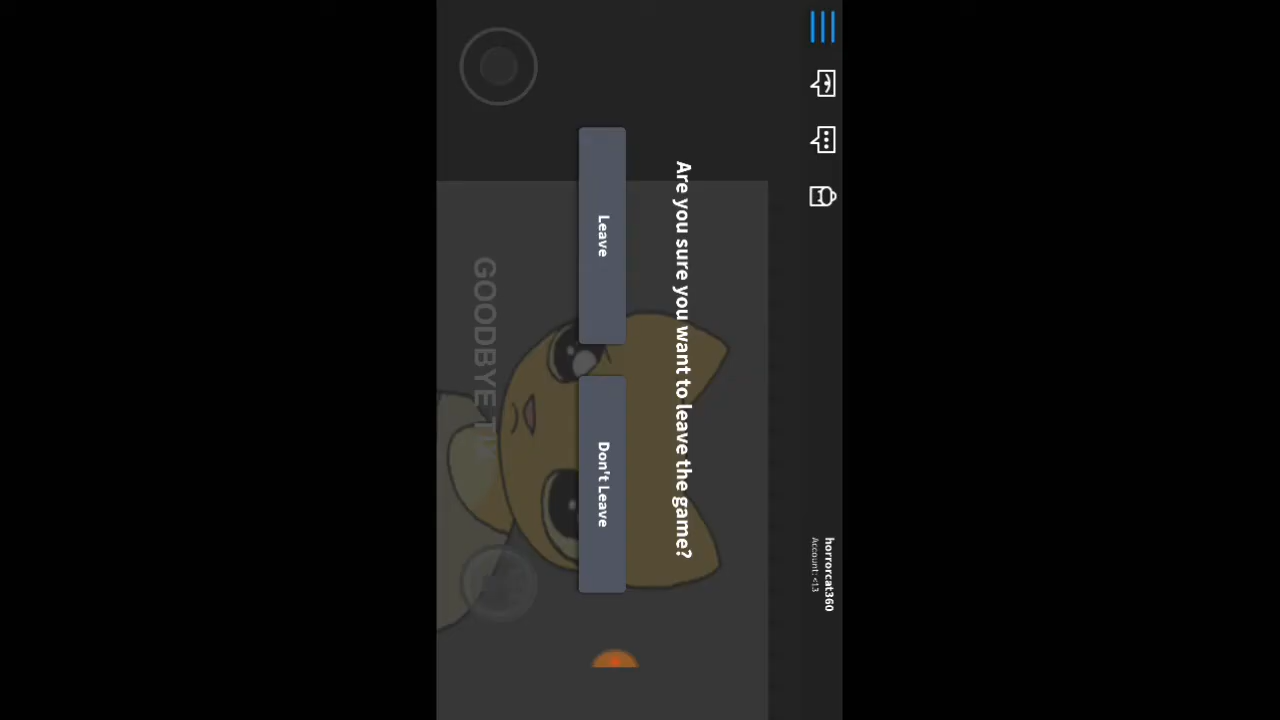 horrorcat360
Account: <13
Are you sure you want to leave the game?
Leave
Don't Leave
GOODBYE